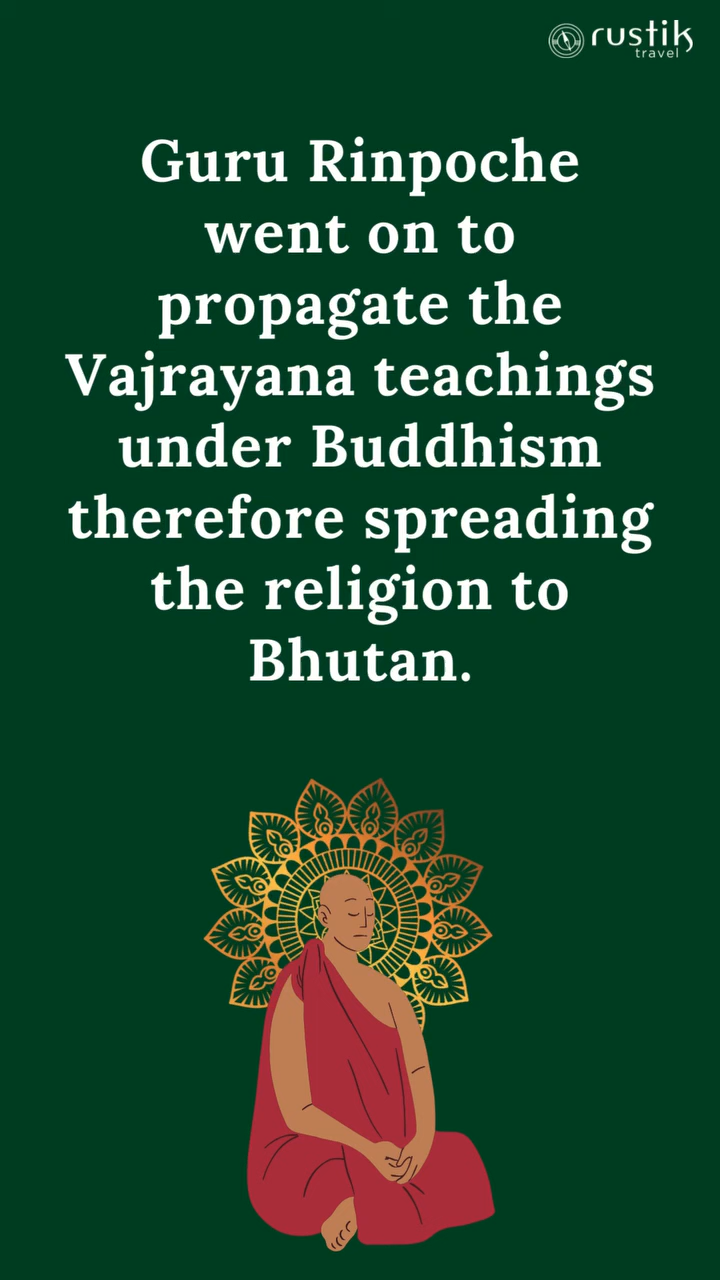 rustik
travel
Guru Rinpoche
went on to
propagate the
Vajrayana teachings
under Buddhism
therefore spreading
the religion to
Bhutan.